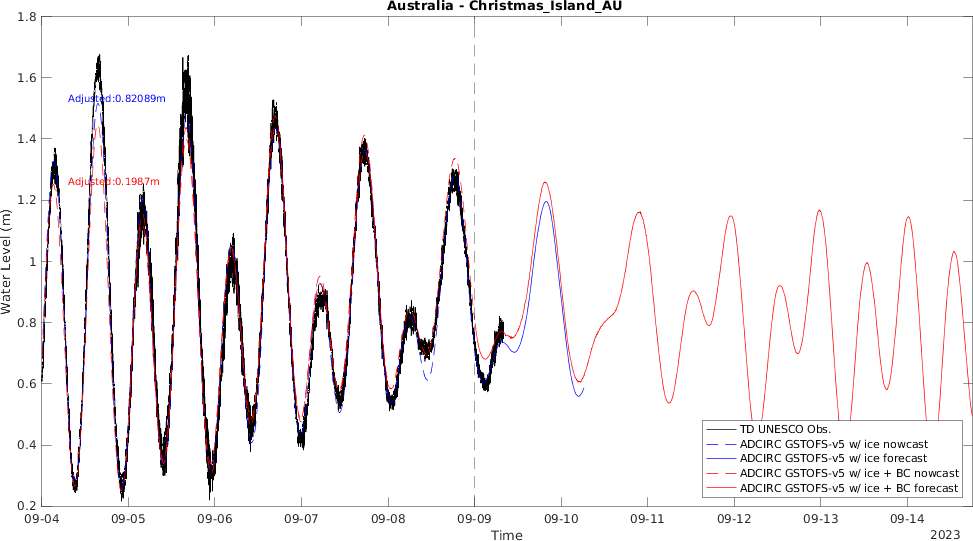 Australia - Christmas_Island_AU
1.8
1.6
1.4
1.2
1
0.8
0.6
0.4
0.2
Water Level (m)
Adjusted:0.82089m
Adjusted:0.1987m
TD UNESCO Obs.
ADCIRC GSTOFS-v5 w/ ice nowcast
ADCIRC GSTOFS-v5 w/ ice forecast
ADCIRC GSTOFS-v5 w/ ice + BC nowcast
ADCIRC GSTOFS-v5 w/ ice + BC forecast
09-04 09-05 09-06 09-07 09-08 09-09 09-10 09-11 09-12 09-13 09-14
Time
2023